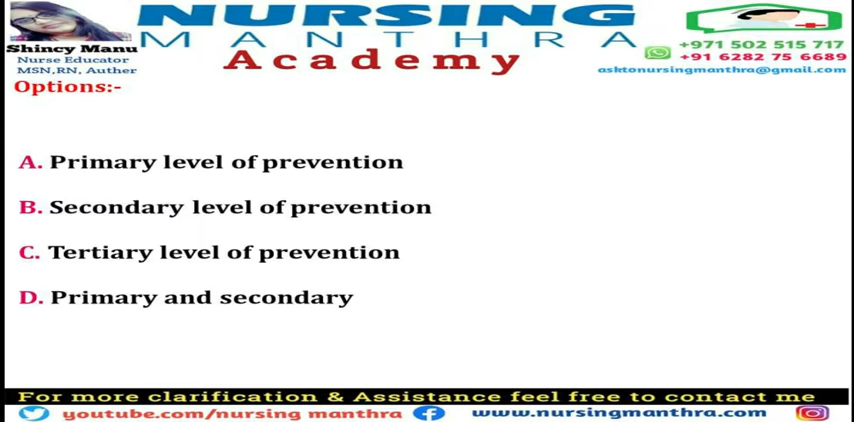 NURSING
MANTHRA
Academy
Shincy Manu
Nurse Educator
MSN,RN, Auther
+971 502 515 717
+91 6282 75 6689
asktonursingmanthra@gmail.com
Options:-
A. Primary level of prevention
B. Secondary level of prevention
C. Tertiary level of prevention
D. Primary and secondary
For more clarification & Assistance feel free to contact me
youtube.com/nursing manthra
www.nursingmanthra.com